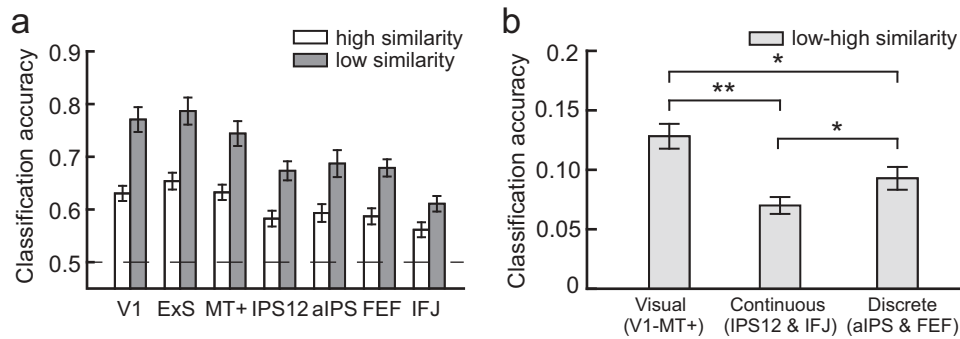 a
high similarity
low similarity
Classification accuracy
0.9
0.8
0.7
0.6
0.5
V1 ExS MT+ IPS12 aIPS FEF IFJ
b
low-high similarity
Classification accuracy
0.2
0.15
0.10
0.05
0
*
**
*
Visual Continuous Discrete
(V1-MT+) (IPS12 & IFJ) (aIPS & FEF)